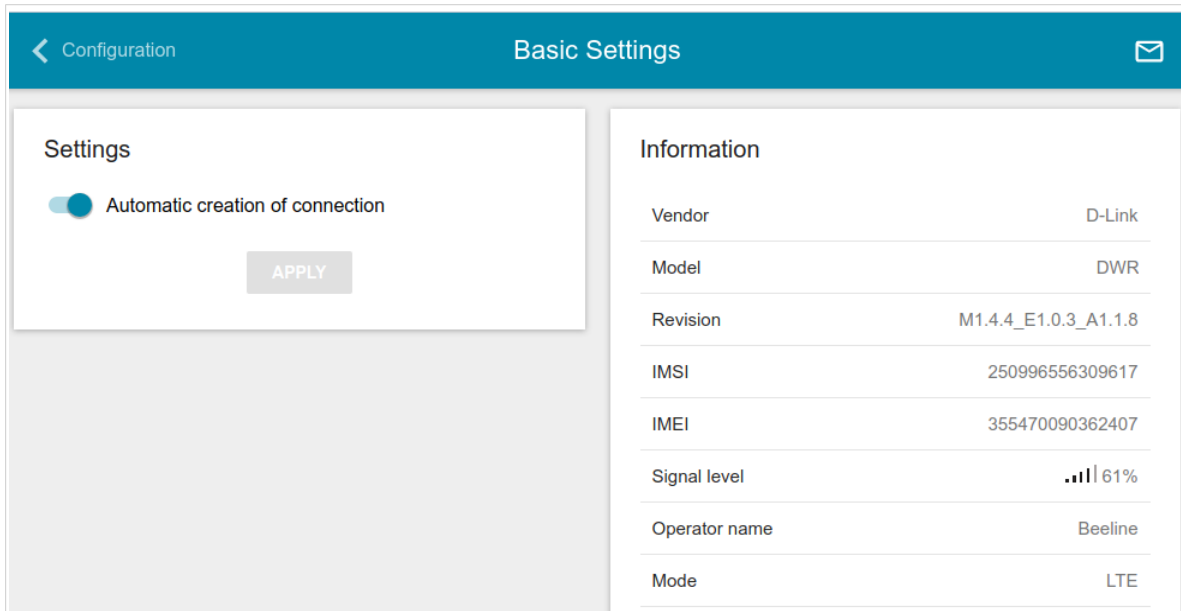 Configuration
Basic Settings
Settings
Automatic creation of connection
APPLY
Information
Vendor D-Link
Model DWR
Revision M1.4.4_E1.0.3_A1.1.8
IMSI 250996556309617
IMEI 355470090362407
Signal level 61%
Operator name Beeline
Mode LTE